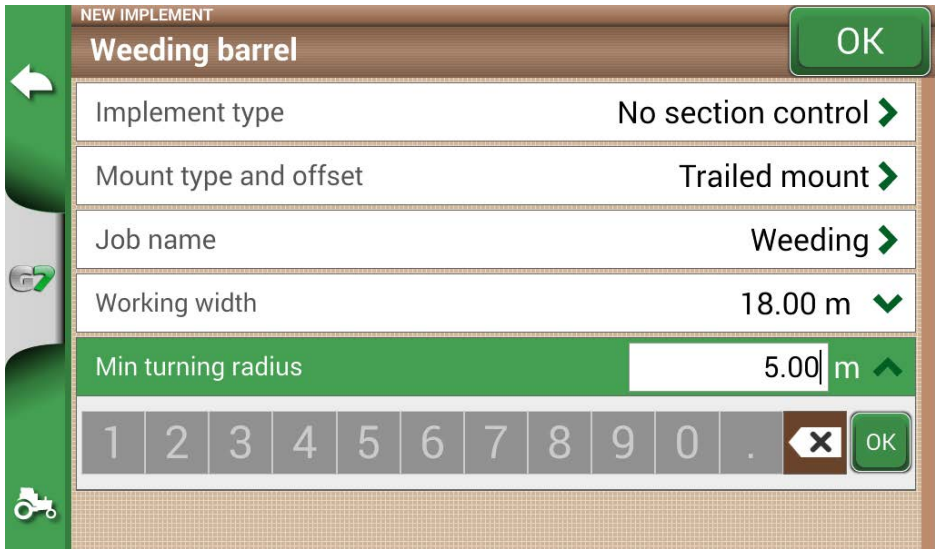 NEW IMPLEMENT
Weeding barrel
OK
Implement type No section control
Mount type and offset Trailed mount
Job name Weeding
Working width 18.00 m
G7
Min turning radius 5.00 m
1 2 3 4 5 6 7 8 9 0 . OK